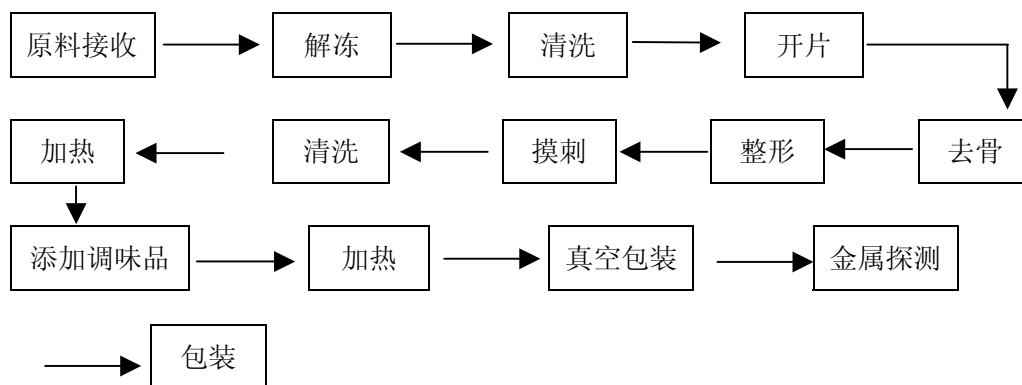 原料接收 解冻 清洗 开片
加热 清洗 摸刺 整形 去骨
添加调味品 加热 真空包装 金属探测
包装